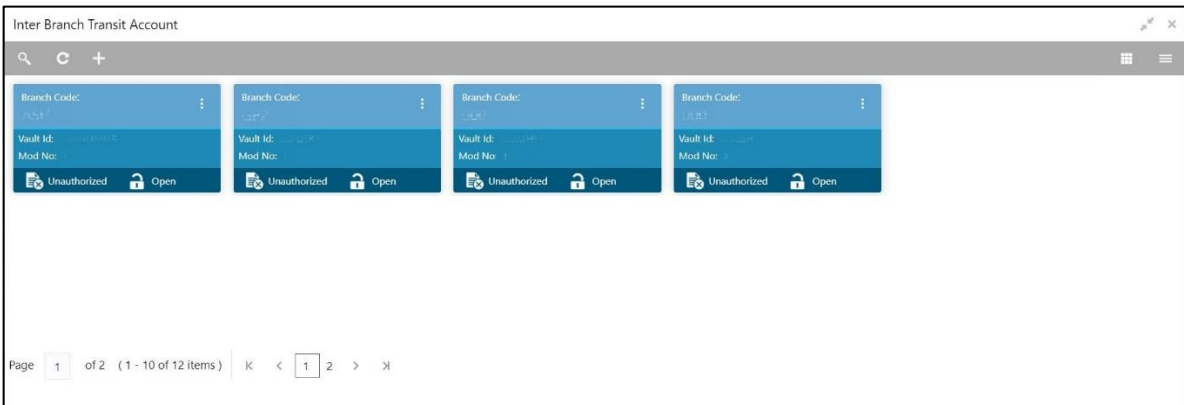 Inter Branch Transit Account
Branch Code: Branch Code: Branch Code: Branch Code:
Vault Id: Vault Id: Vault Id: Vault Id:
Mod No: Mod No: Mod No: Mod No:
Unauthorized Open Unauthorized Open Unauthorized Open Unauthorized Open
Page 1 of 2 ( 1 - 10 of 12 items ) K < 1 2 > >|